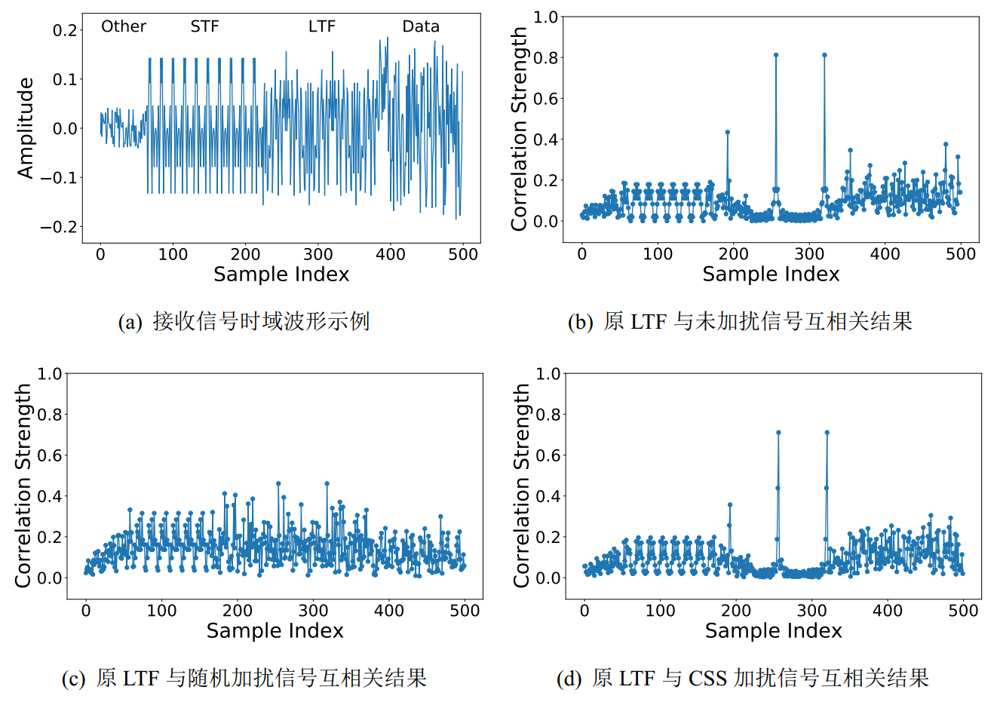 Other STF LTF Data
0.2
0.1
0.0
−0.1
−0.2
Amplitude
0 100 200 300 400 500
Sample Index
(a) 接收信号时域波形示例
1.0
0.8
0.6
0.4
0.2
0.0
Correlation Strength
0 100 200 300 400 500
Sample Index
(b) 原 LTF 与未加扰信号互相关结果
1.0
0.8
0.6
0.4
0.2
0.0
Correlation Strength
0 100 200 300 400 500
Sample Index
(c) 原 LTF 与随机加扰信号互相关结果
1.0
0.8
0.6
0.4
0.2
0.0
Correlation Strength
0 100 200 300 400 500
Sample Index
(d) 原 LTF 与 CSS 加扰信号互相关结果